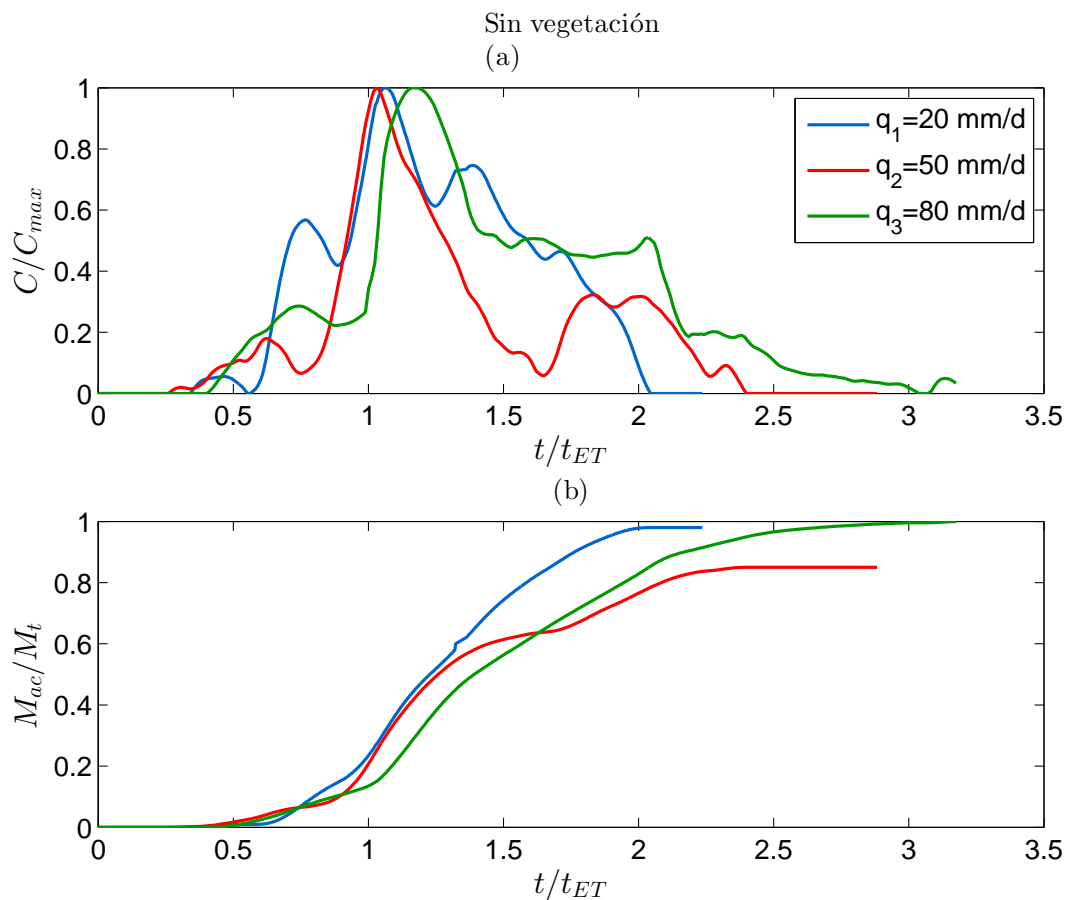 Sin vegetación
(a)
1
0.8
0.6
0.4
0.2
0
C/C_max
0 0.5 1 1.5 2 2.5 3 3.5
t/t_ET
q_1=20 mm/d
q_2=50 mm/d
q_3=80 mm/d
(b)
1
0.8
0.6
0.4
0.2
0
M_ac/M_t
0 0.5 1 1.5 2 2.5 3 3.5
t/t_ET